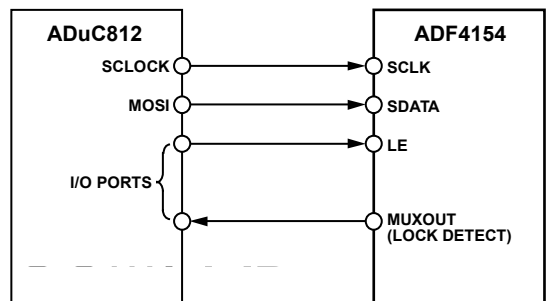 ADuC812
ADF4154
SCLOCK
SCLK
MOSI
SDATA
LE
I/O PORTS
MUXOUT
(LOCK DETECT)